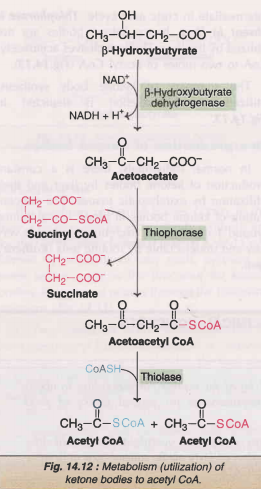 OH
CH₃–CH–CH₂–COO⁻
β-Hydroxybutyrate
NAD⁺
β-Hydroxybutyrate
dehydrogenase
NADH + H⁺
O
CH₃–C–CH₂–COO⁻
Acetoacetate
CH₂–COO⁻
CH₂–CO–SCoA
Succinyl CoA
Thiophorase
CH₂–COO⁻
CH₂–COO⁻
Succinate
O O
CH₃–C–CH₂–C–SCoA
Acetoacetyl CoA
CoASH
Thiolase
O O
CH₃–C–SCoA + CH₃–C–SCoA
Acetyl CoA Acetyl CoA
Fig. 14.12 : Metabolism (utilization) of
ketone bodies to acetyl CoA.